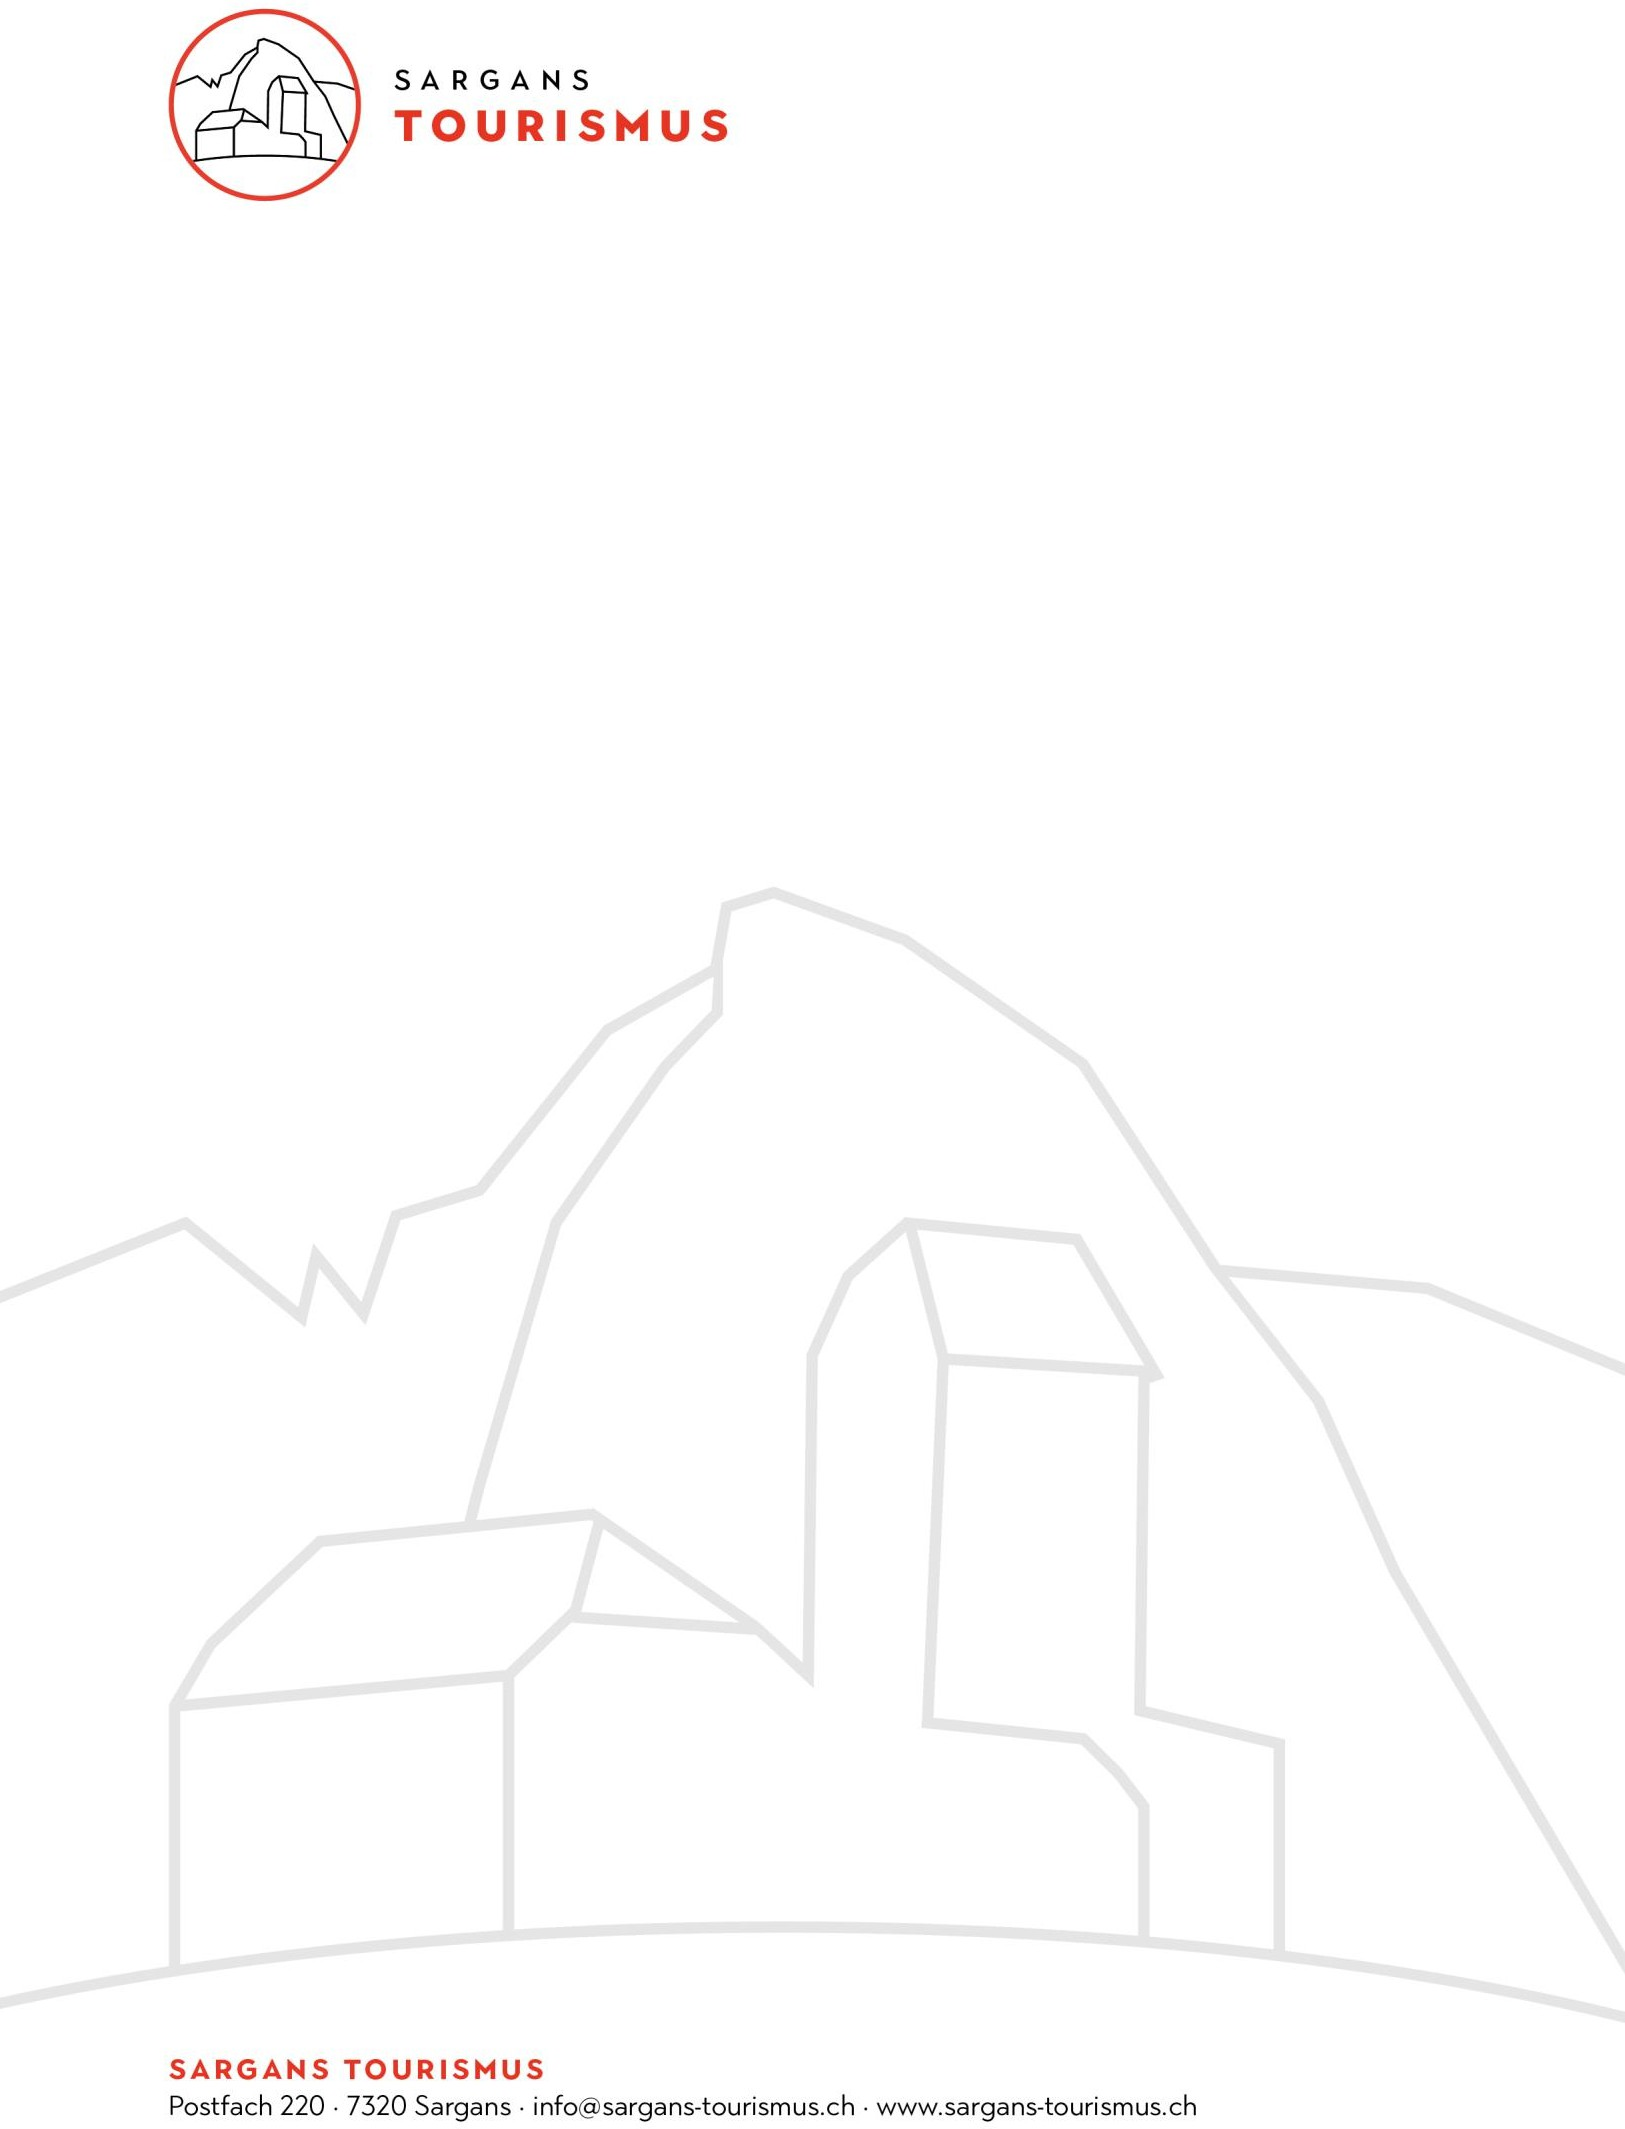 SARGANS
TOURISMUS
SARGANS TOURISMUS
Postfach 220 · 7320 Sargans · info@sargans-tourismus.ch · www.sargans-tourismus.ch